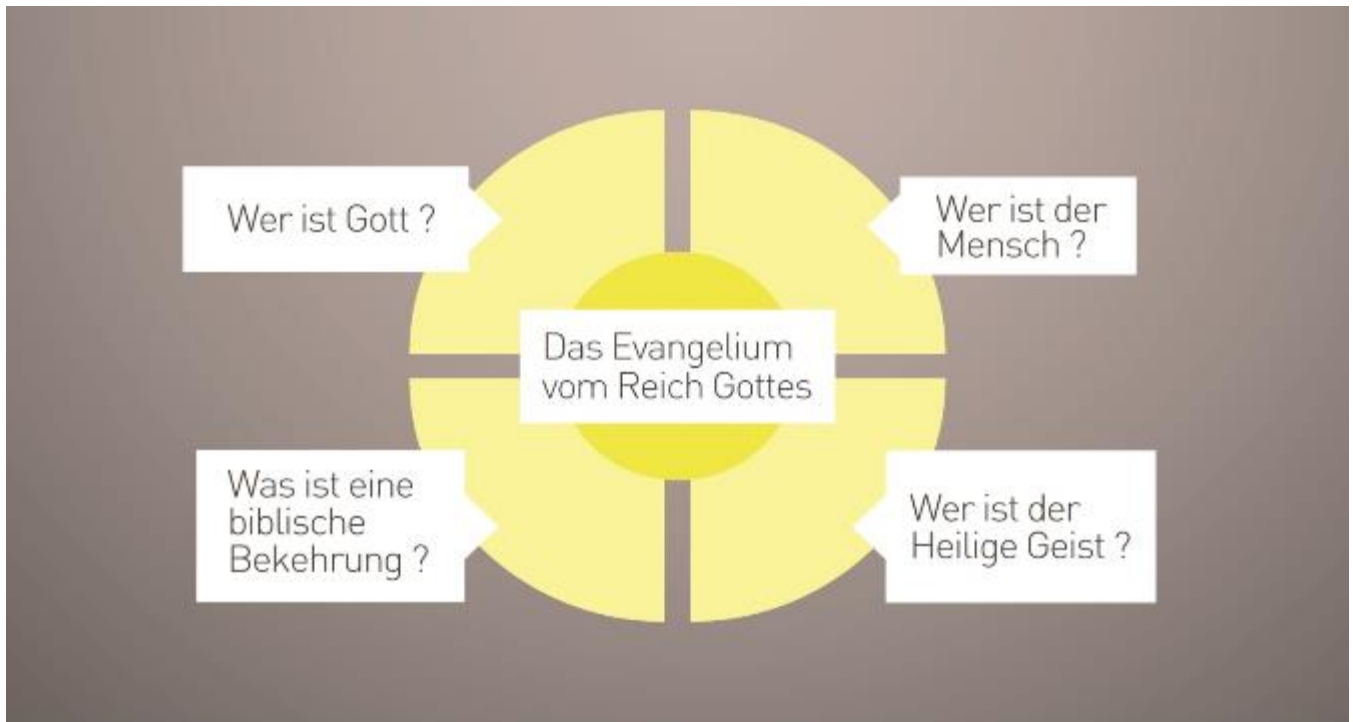 Wer ist Gott ?
Wer ist der
Mensch ?
Das Evangelium
vom Reich Gottes
Was ist eine
biblische
Bekehrung ?
Wer ist der
Heilige Geist ?